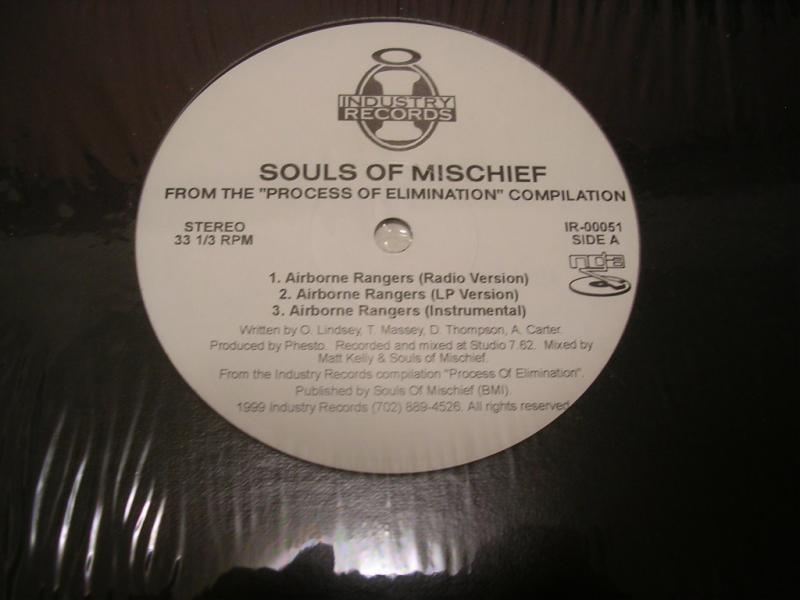 INDUSTRY
RECORDS
SOULS OF MISCHIEF
FROM THE "PROCESS OF ELIMINATION" COMPILATION
STEREO
33 1/3 RPM
IR-00051
SIDE A
nda
1. Airborne Rangers (Radio Version)
2. Airborne Rangers (LP Version)
3. Airborne Rangers (Instrumental)
Written by O. Lindsey, T. Massey, D. Thompson, A. Carter.
Produced by Phesto. Recorded and mixed at Studio 7.62. Mixed by
Matt Kelly & Souls of Mischief.
From the Industry Records compilation "Process Of Elimination".
Published by Souls Of Mischief (BMI).
1999 Industry Records (702) 889-4526. All rights reserved